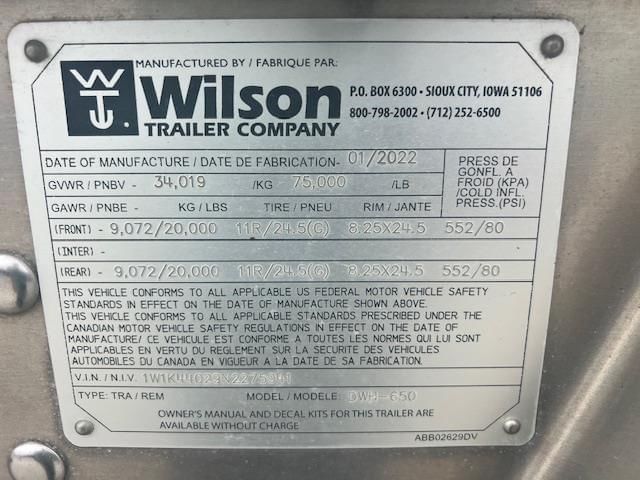 MANUFACTURED BY / FABRIQUE PAR:
WTC Wilson
TRAILER COMPANY
P.O. BOX 6300 • SIOUX CITY, IOWA 51106
800-798-2002 • (712) 252-6500
DATE OF MANUFACTURE / DATE DE FABRICATION- 01/2022
GVWR / PNBV - 34,019 /KG 75,000 /LB
PRESS DE
GONFL. A
FROID (KPA)
/COLD INFL.
PRESS.(PSI)
GAWR / PNBE - KG / LBS TIRE / PNEU RIM / JANTE
(FRONT) - 9,072/20,000 11R/24.5(G) 8.25X24.5 552/80
(INTER) -
(REAR) - 9,072/20,000 11R/24.5(G) 8.25X24.5 552/80
THIS VEHICLE CONFORMS TO ALL APPLICABLE US FEDERAL MOTOR VEHICLE SAFETY
STANDARDS IN EFFECT ON THE DATE OF MANUFACTURE SHOWN ABOVE.
THIS VEHICLE CONFORMS TO ALL APPLICABLE STANDARDS PRESCRIBED UNDER THE
CANADIAN MOTOR VEHICLE SAFETY REGULATIONS IN EFFECT ON THE DATE OF
MANUFACTURE/ CE VEHICULE EST CONFORME A TOUTES LES NORMES QUI LUI SONT
APPLICABLES EN VERTU DU REGLEMENT SUR LA SECURITE DES VEHICULES
AUTOMOBILES DU CANADA EN VIGUEUR A LA DATE DE SA FABRICATION.
V.I.N. / N.I.V. 1W1K44029N2275941
TYPE: TRA / REM MODEL / MODELE: DWH-650
OWNER'S MANUAL AND DECAL KITS FOR THIS TRAILER ARE
AVAILABLE WITHOUT CHARGE
ABB02629DV